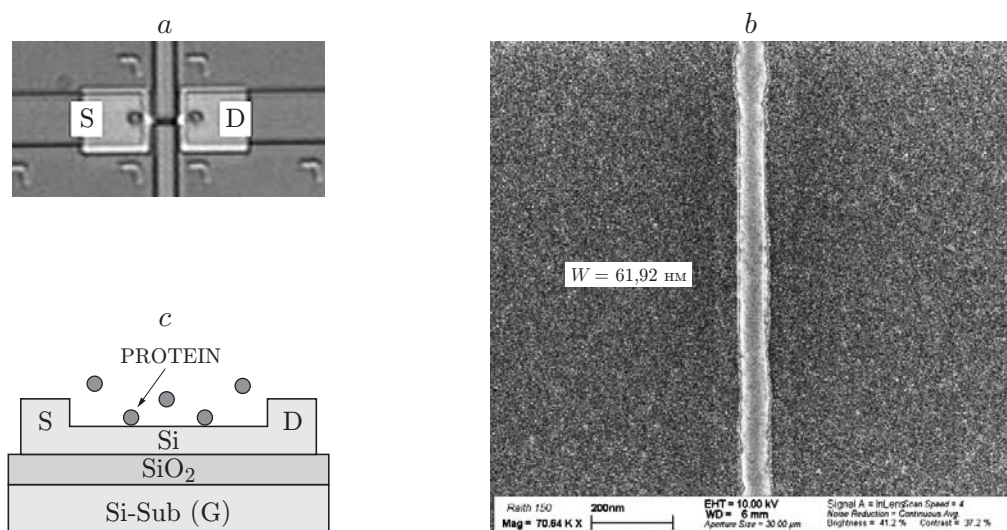 a
S
D
b
W = 61,92 нм
c
PROTEIN
S
D
Si
SiO₂
Si-Sub (G)
Raith 150
Mag = 70.64 K X
200nm
EHT = 10.00 kV
WD = 6 mm
Aperture Size = 30.00 µm
Signal A = InLens Scan Speed = 4
Noise Reduction = Continuous Avg.
Brightness = 41.2 % Contrast = 37.2 %